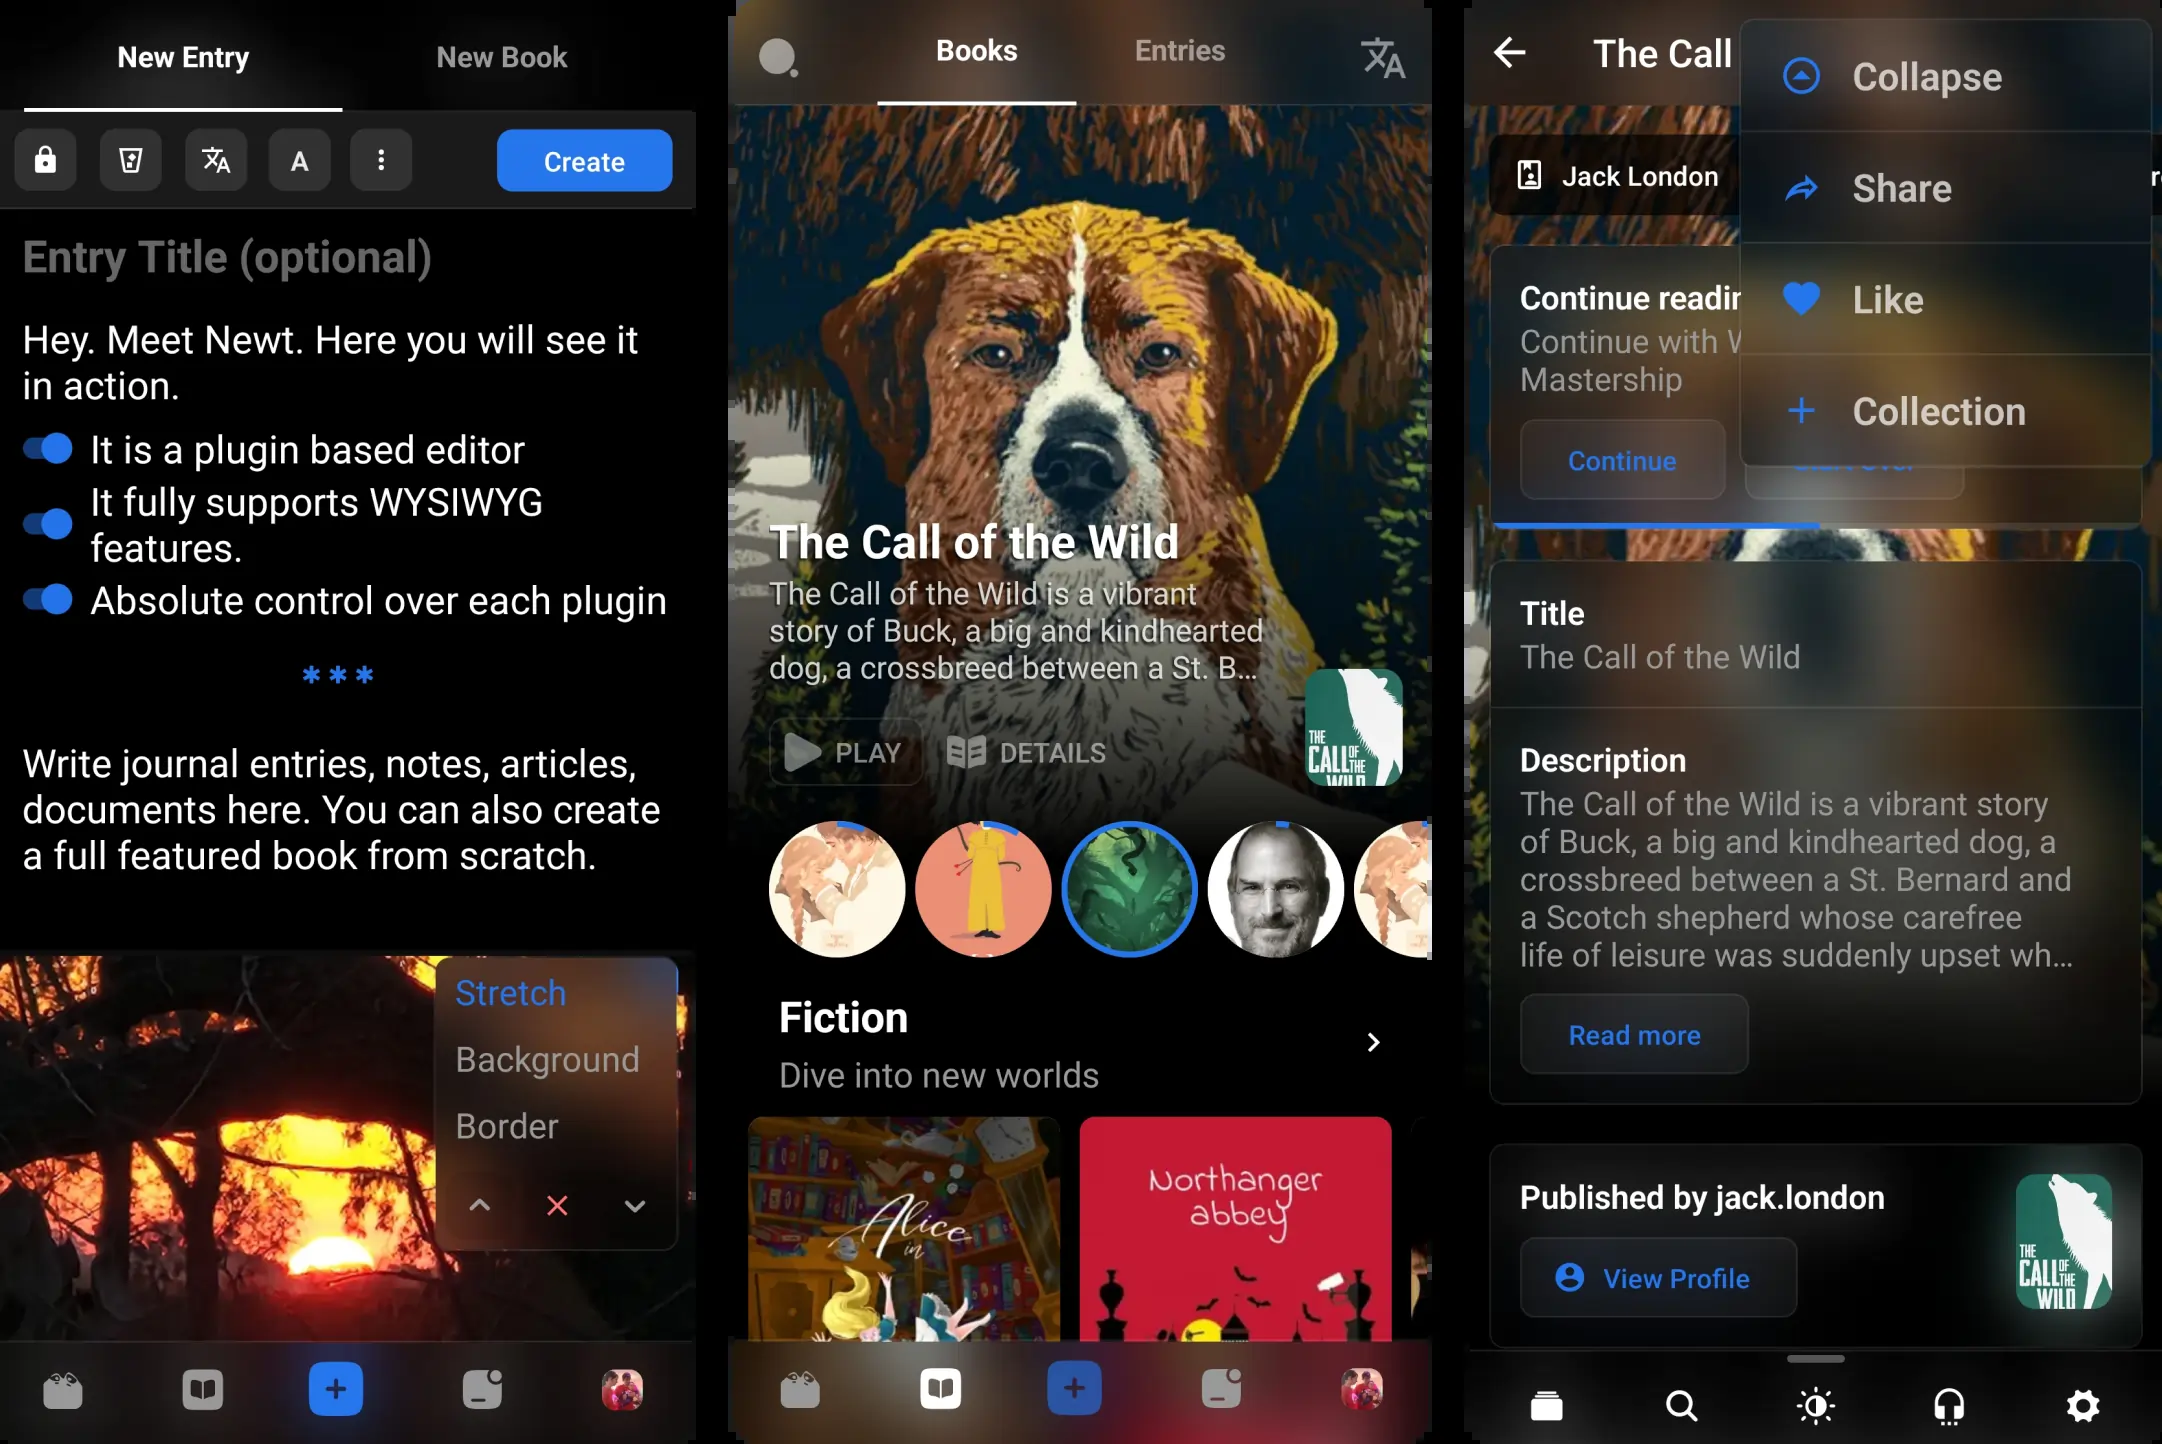 New Entry
New Book
A
Create
Entry Title (optional)
Hey. Meet Newt. Here you will see it
in action.
It is a plugin based editor
It fully supports WYSIWYG
features.
Absolute control over each plugin
***
Write journal entries, notes, articles,
documents here. You can also create
a full featured book from scratch.
Stretch
Background
Border
Books
Entries
The Call of the Wild
The Call of the Wild is a vibrant
story of Buck, a big and kindhearted
dog, a crossbreed between a St. B...
PLAY
DETAILS
THE
CALL OF THE
WILD
Fiction
Dive into new worlds
Alice
in
Northanger
abbey
The Call
Jack London
Collapse
Share
Like
Collection
Continue
Continue with
Mastership
Continue
Title
The Call of the Wild
Description
The Call of the Wild is a vibrant story
of Buck, a big and kindhearted dog, a
crossbreed between a St. Bernard and
a Scotch shepherd whose carefree
life of leisure was suddenly upset wh...
Read more
Published by jack.london
View Profile
THE
CALL OF THE
WILD